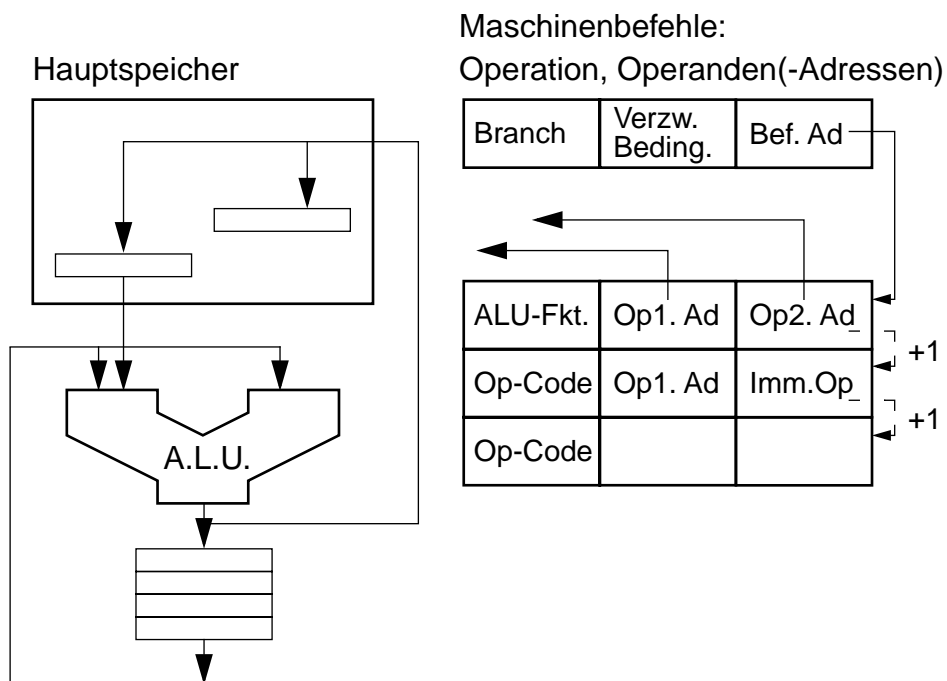 Maschinenbefehle:
Hauptspeicher
Operation, Operanden(-Adressen)
Branch
Verzw.
Beding.
Bef. Ad
ALU-Fkt.
Op1. Ad
Op2. Ad
+1
Op-Code
Op1. Ad
Imm.Op
+1
Op-Code
A.L.U.